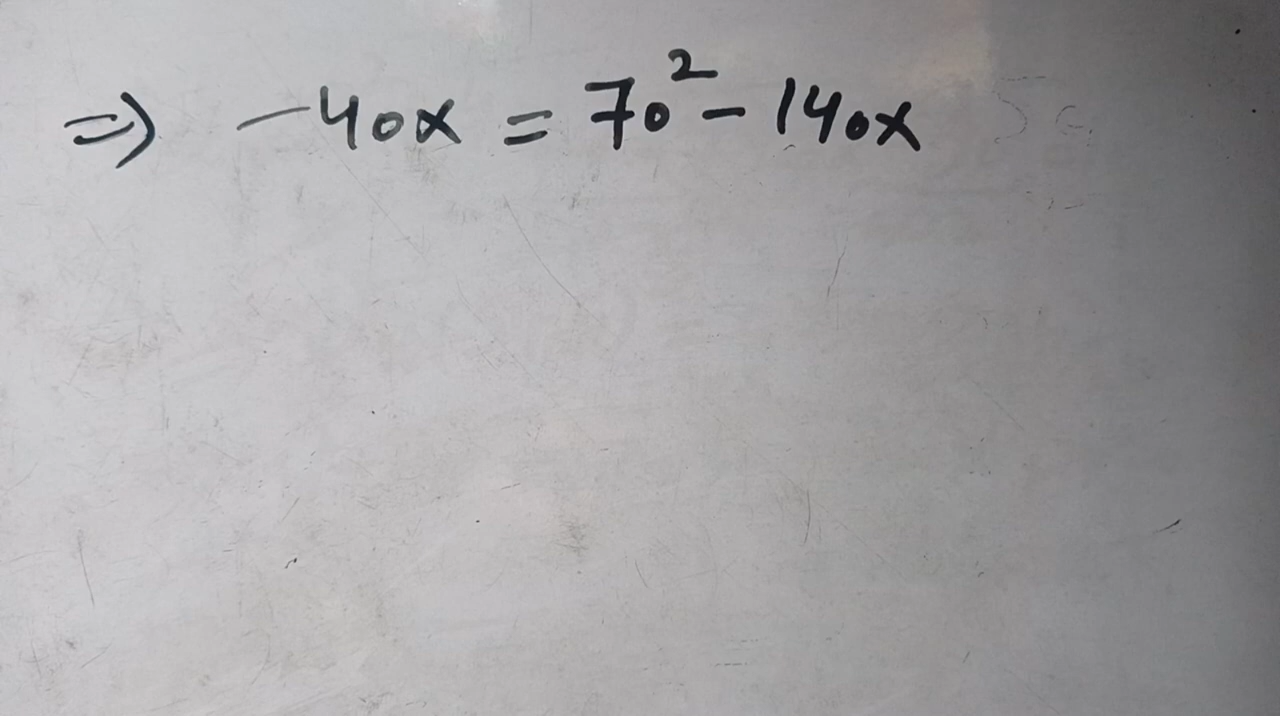 ⇒ -40x = 70² - 140x